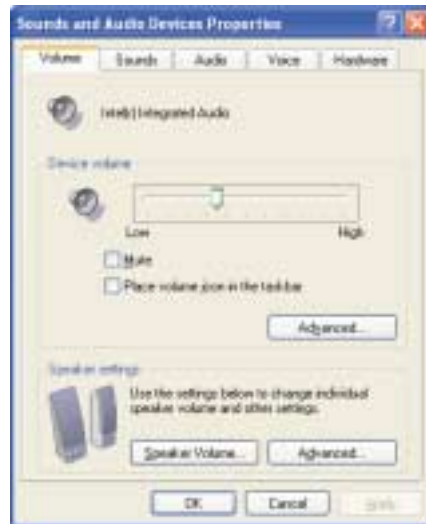 Sounds and Audio Devices Properties
Volume Sounds Audio Voice Hardware
Intel(r) Integrated Audio
Device volume
Low High
Mute
Place volume icon in the taskbar
Advanced...
Speaker settings
Use the settings below to change individual
speaker volume and other settings.
Speaker Volume... Advanced...
OK Cancel Apply